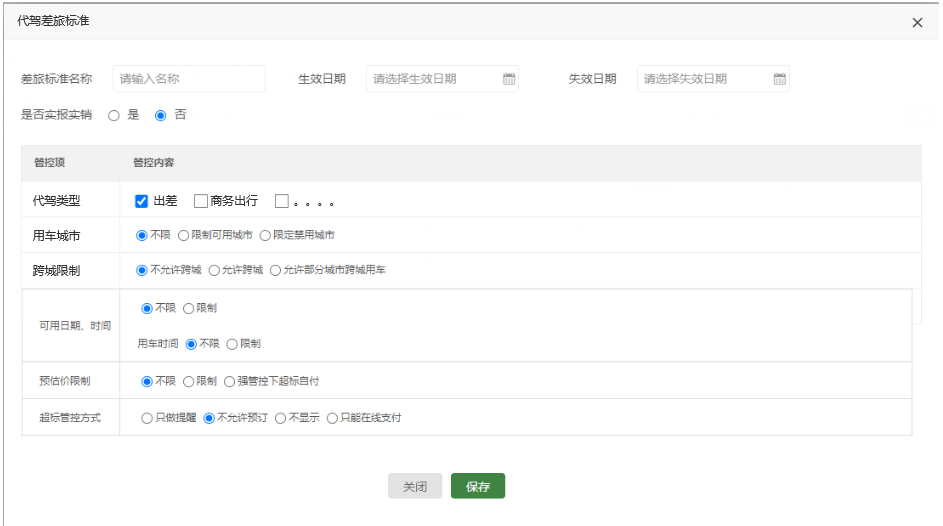 代驾差旅标准
差旅标准名称 请输入名称 生效日期 请选择生效日期 失效日期 请选择失效日期
是否实报实销 是 否
管控项 管控内容
代驾类型 出差 商务出行 。。。。
用车城市 不限 限制可用城市 限定禁用城市
跨城限制 不允许跨城 允许跨城 允许部分城市跨城用车
可用日期、时间 不限 限制
用车时间 不限 限制
预估价限制 不限 限制 强管控下超标自付
超标管控方式 只做提醒 不允许预订 不显示 只能在线支付
关闭 保存